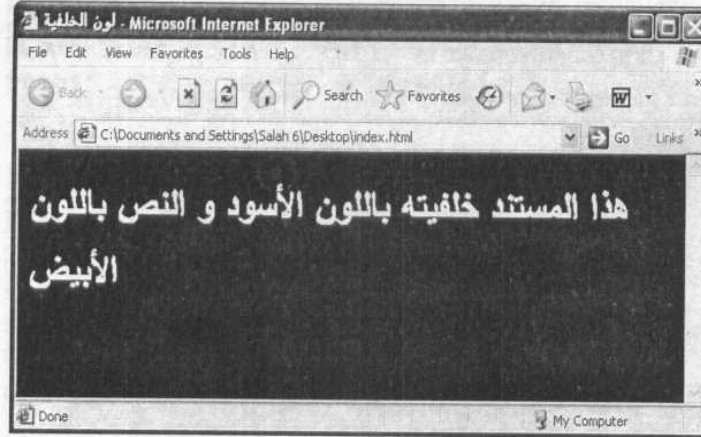 لون الخلفية - Microsoft Internet Explorer
File Edit View Favorites Tools Help
Back Search Favorites
Address C:\Documents and Settings\Salah 6\Desktop\index.html Go Links
هذا المستند خلفيته باللون الأسود و النص باللون
الأبيض
Done My Computer